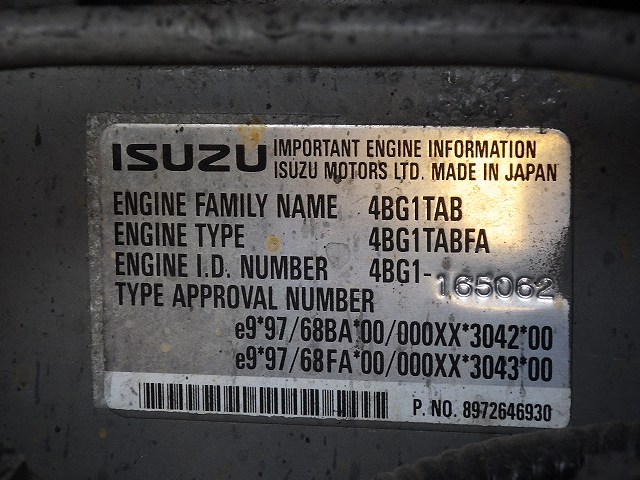 ISUZU IMPORTANT ENGINE INFORMATION
ISUZU MOTORS LTD. MADE IN JAPAN
ENGINE FAMILY NAME 4BG1TAB
ENGINE TYPE 4BG1TABFA
ENGINE I.D. NUMBER 4BG1-165062
TYPE APPROVAL NUMBER
e9*97/68BA*00/000XX*3042*00
e9*97/68FA*00/000XX*3043*00
P. NO. 8972646930